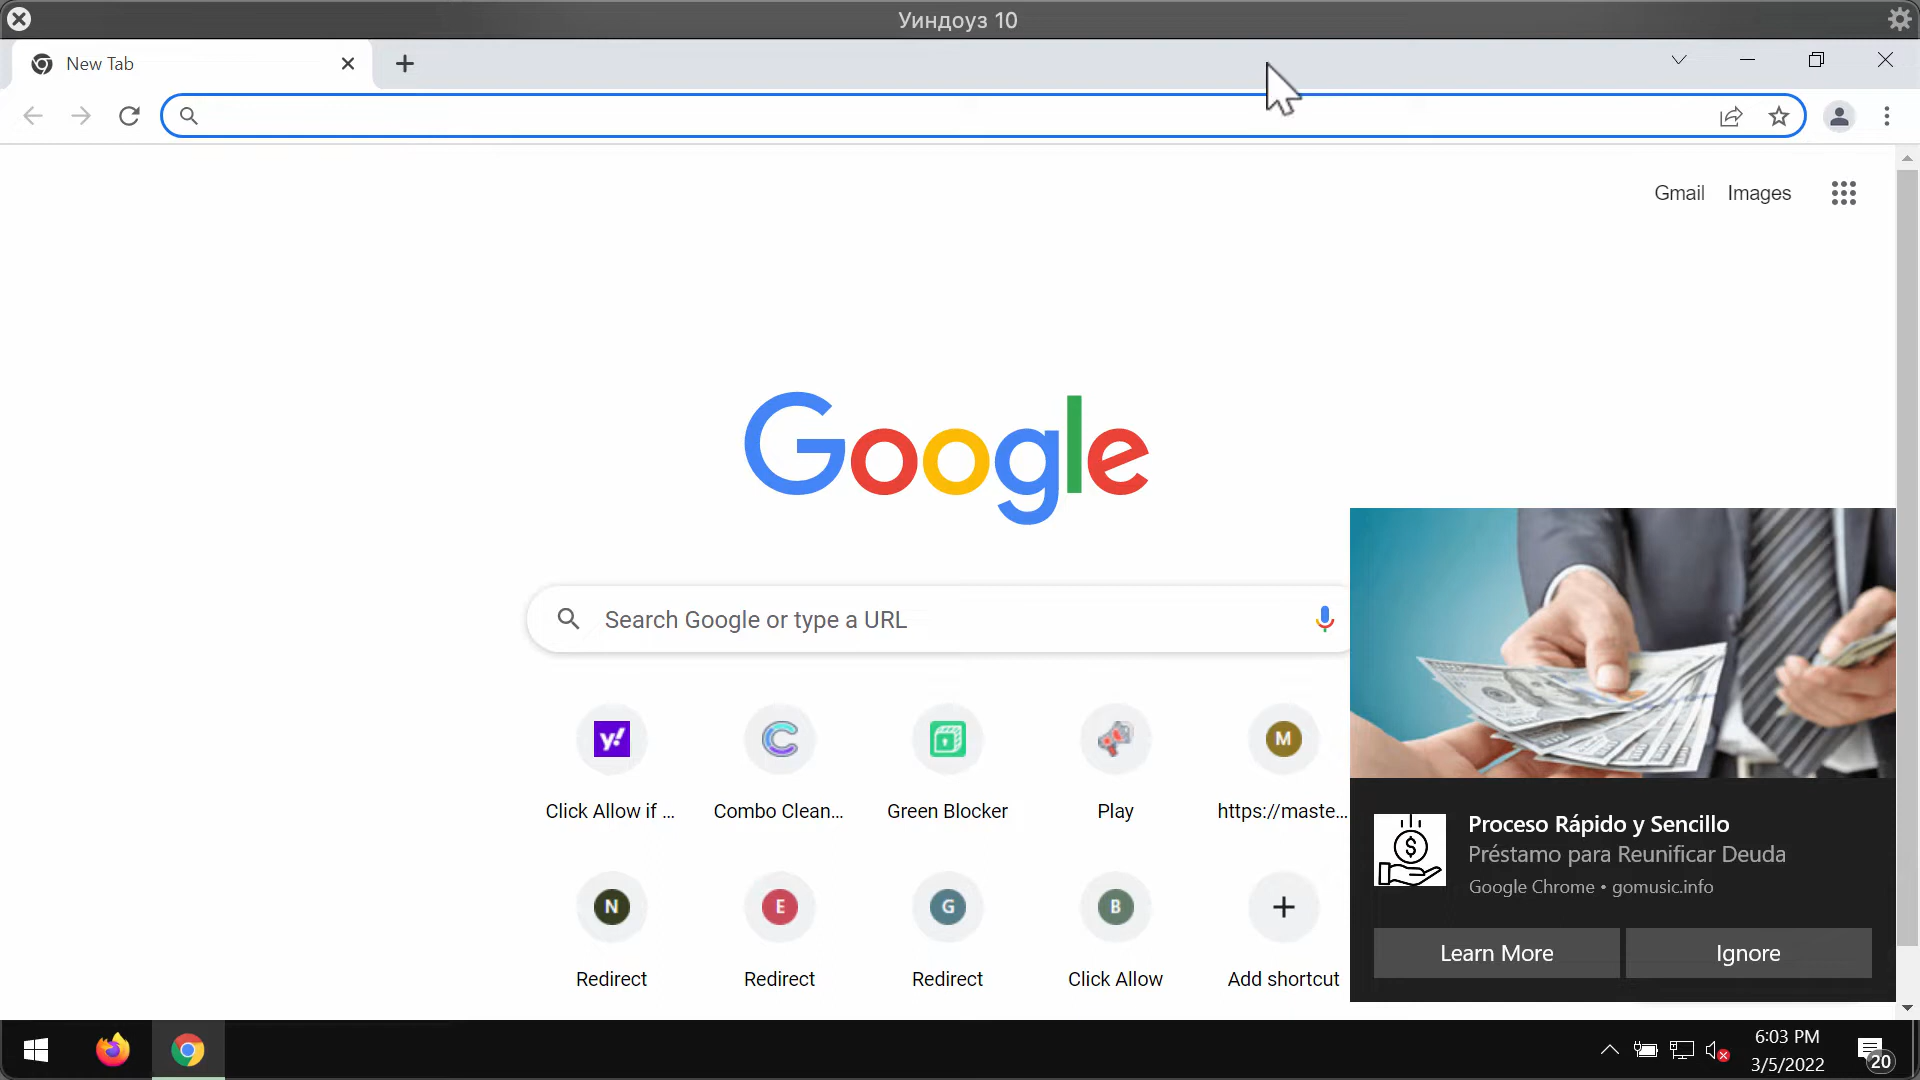 Уиндоуз 10
New Tab
Gmail Images
Google
Search Google or type a URL
y!
C
M
Click Allow if ...
Combo Clean...
Green Blocker
Play
https://maste...
N
E
G
B
Redirect
Redirect
Redirect
Click Allow
Add shortcut
$
Proceso Rápido y Sencillo
Préstamo para Reunificar Deuda
Google Chrome • gomusic.info
Learn More
Ignore
6:03 PM
3/5/2022
20